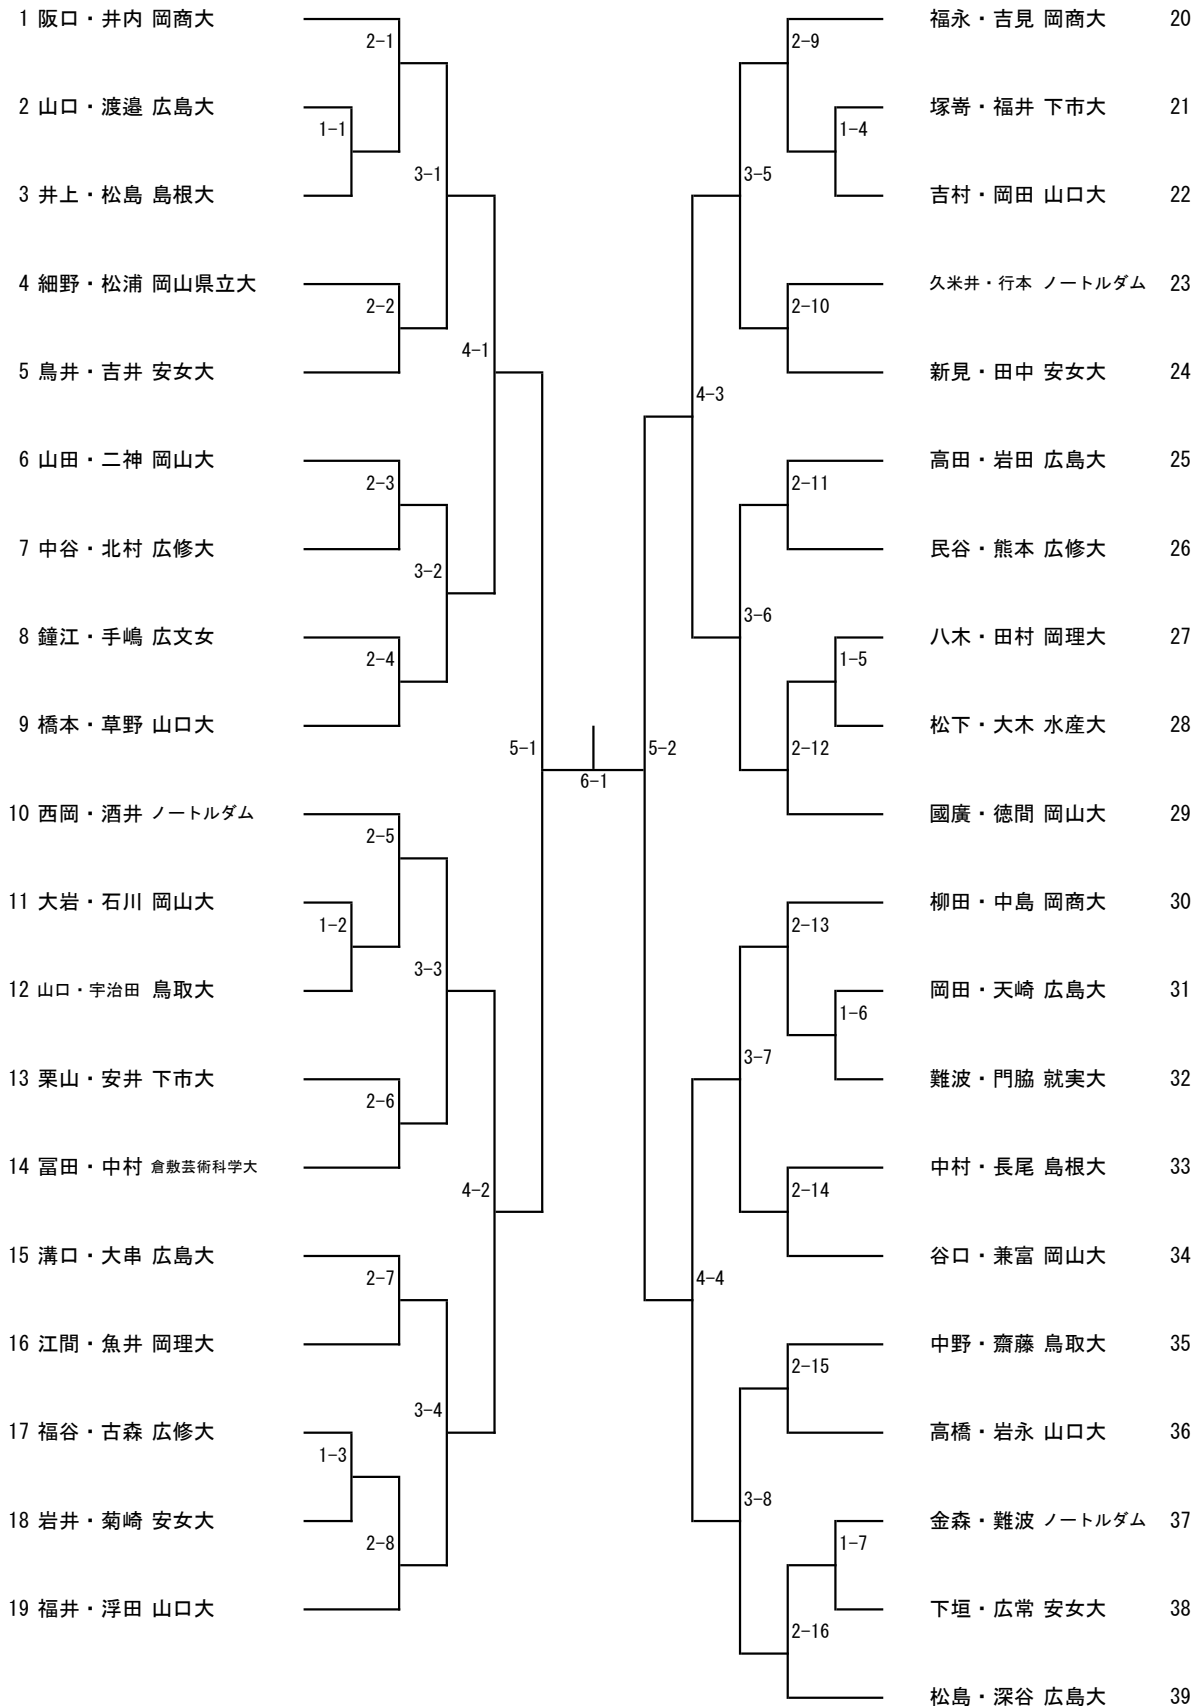 1 阪口・井内 岡商大
2 山口・渡邉 広島大
3 井上・松島 島根大
4 細野・松浦 岡山県立大
5 鳥井・吉井 安女大
6 山田・二神 岡山大
7 中谷・北村 広修大
8 鐘江・手嶋 広文女
9 橋本・草野 山口大
10 西岡・酒井 ノートルダム
11 大岩・石川 岡山大
12 山口・宇治田 鳥取大
13 栗山・安井 下市大
14 冨田・中村 倉敷芸術科学大
15 溝口・大串 広島大
16 江間・魚井 岡理大
17 福谷・古森 広修大
18 岩井・菊崎 安女大
19 福井・浮田 山口大
2-1
1-1
3-1
2-2
4-1
2-3
3-2
2-4
5-1
2-5
1-2
3-3
2-6
4-2
2-7
3-4
1-3
2-8
6-1
2-9
1-4
3-5
2-10
4-3
2-11
3-6
1-5
5-2
2-12
2-13
1-6
3-7
2-14
4-4
2-15
3-8
1-7
2-16
福永・吉見 岡商大 20
塚嵜・福井 下市大 21
吉村・岡田 山口大 22
久米井・行本 ノートルダム 23
新見・田中 安女大 24
高田・岩田 広島大 25
民谷・熊本 広修大 26
八木・田村 岡理大 27
松下・大木 水産大 28
國廣・徳間 岡山大 29
柳田・中島 岡商大 30
岡田・天崎 広島大 31
難波・門脇 就実大 32
中村・長尾 島根大 33
谷口・兼富 岡山大 34
中野・齋藤 鳥取大 35
高橋・岩永 山口大 36
金森・難波 ノートルダム 37
下垣・広常 安女大 38
松島・深谷 広島大 39